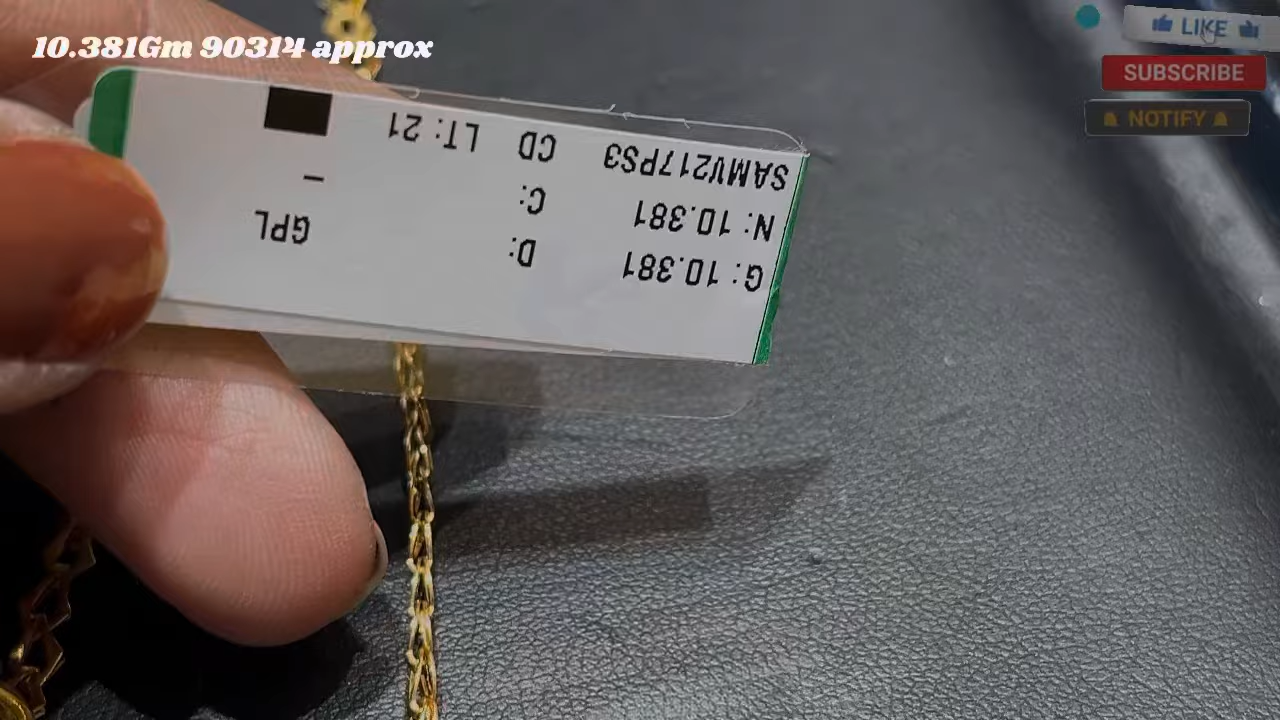 10.381Gm 90314 approx
LIKE
SUBSCRIBE
NOTIFY
G: 10.381 D: GPL
N: 10.381 C: -
SAMV217PS3 CD LT: 21